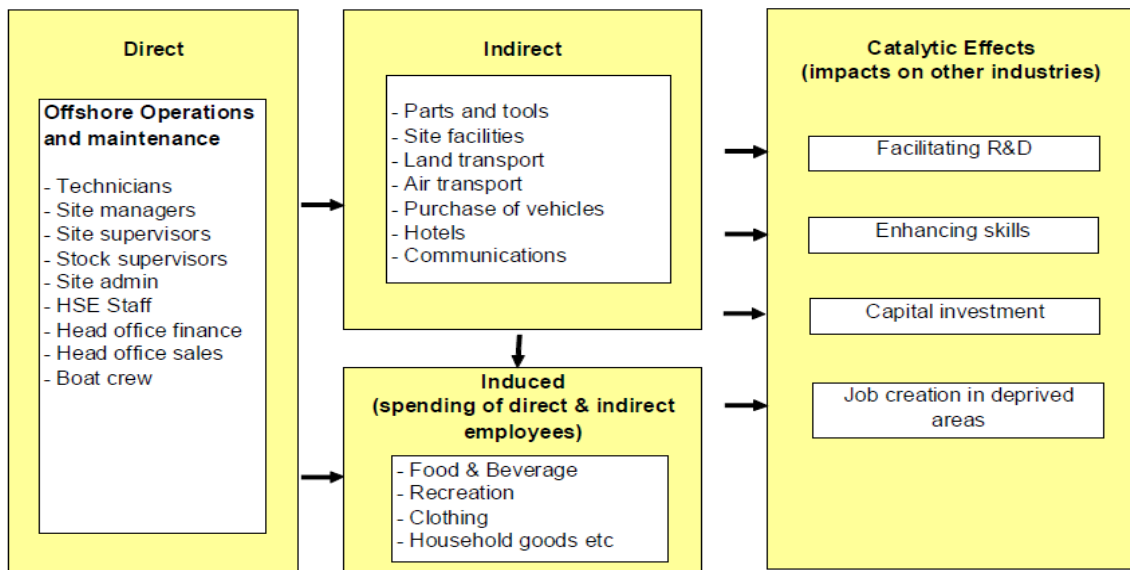 Direct
Offshore Operations
and maintenance
- Technicians
- Site managers
- Site supervisors
- Stock supervisors
- Site admin
- HSE Staff
- Head office finance
- Head office sales
- Boat crew
Indirect
- Parts and tools
- Site facilities
- Land transport
- Air transport
- Purchase of vehicles
- Hotels
- Communications
Induced
(spending of direct & indirect
employees)
- Food & Beverage
- Recreation
- Clothing
- Household goods etc
Catalytic Effects
(impacts on other industries)
Facilitating R&D
Enhancing skills
Capital investment
Job creation in deprived
areas